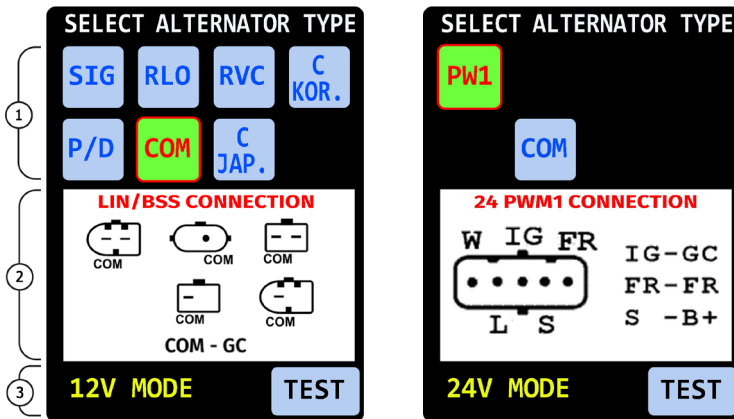 SELECT ALTERNATOR TYPE
1
SIG RLO RVC C KOR.
P/D COM C JAP.
2
LIN/BSS CONNECTION
COM COM COM
COM COM
COM - GC
3
12V MODE TEST
SELECT ALTERNATOR TYPE
PW1
COM
24 PWM1 CONNECTION
W IG FR
L S
IG-GC
FR-FR
S -B+
24V MODE TEST